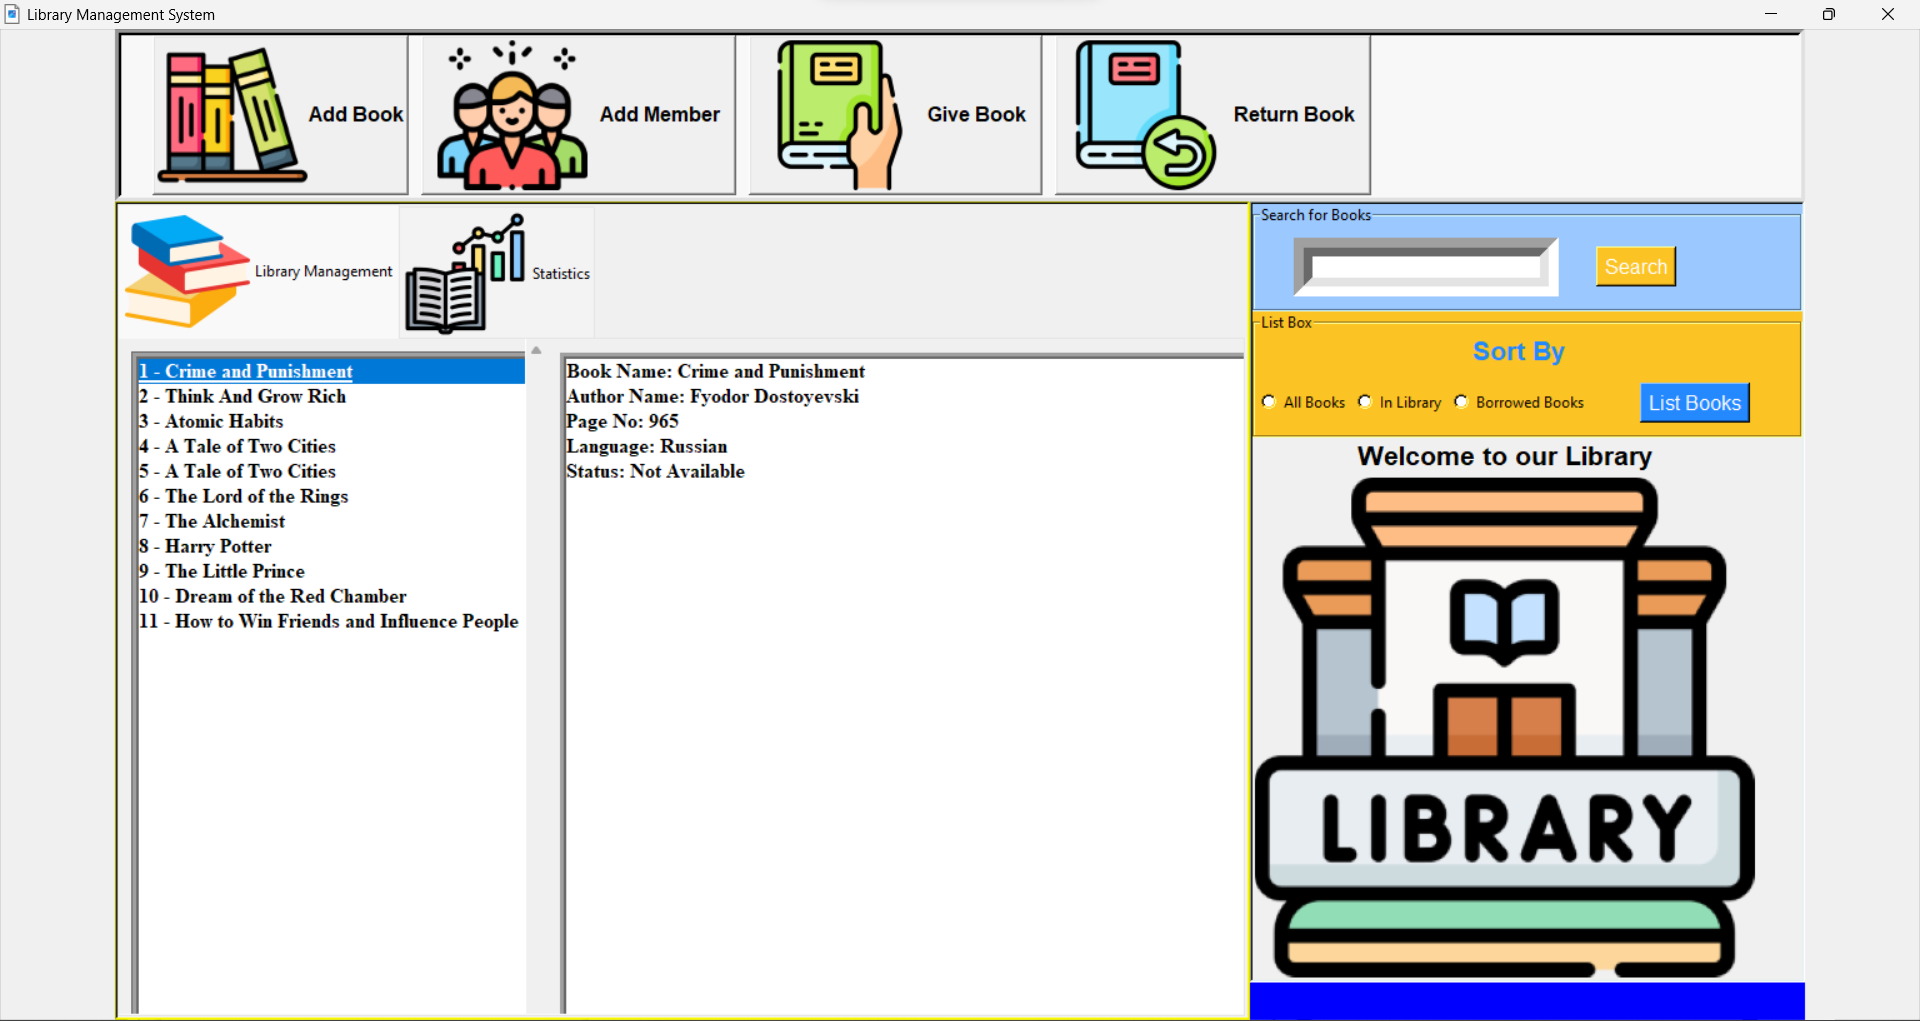 Library Management System
Add Book
Add Member
Give Book
Return Book
Library Management
Statistics
1 - Crime and Punishment
2 - Think And Grow Rich
3 - Atomic Habits
4 - A Tale of Two Cities
5 - A Tale of Two Cities
6 - The Lord of the Rings
7 - The Alchemist
8 - Harry Potter
9 - The Little Prince
10 - Dream of the Red Chamber
11 - How to Win Friends and Influence People
Book Name: Crime and Punishment
Author Name: Fyodor Dostoyevski
Page No: 965
Language: Russian
Status: Not Available
Search for Books
Search
List Box
Sort By
All Books In Library Borrowed Books
List Books
Welcome to our Library
LIBRARY